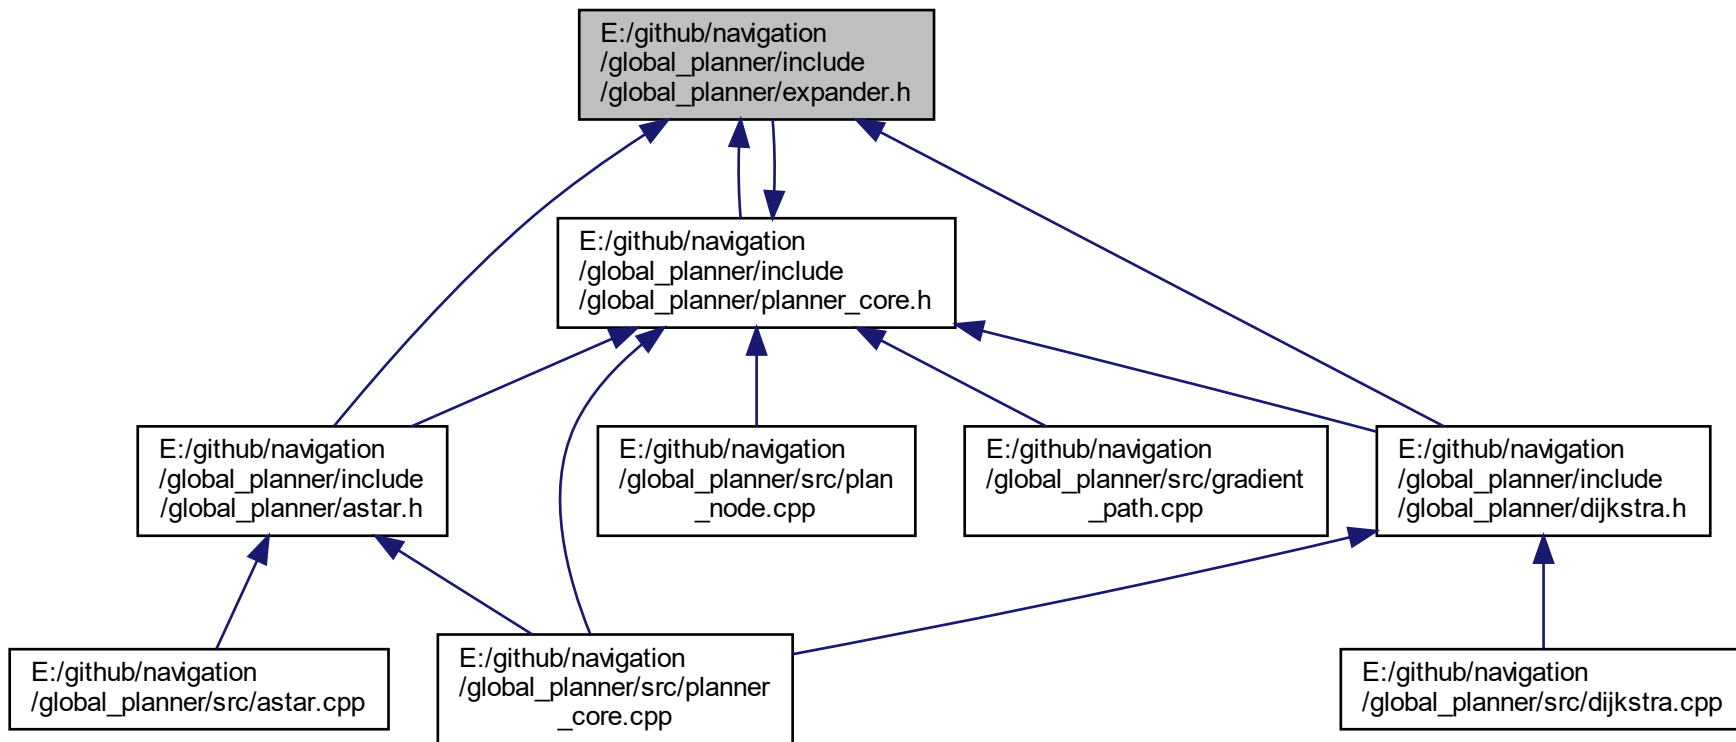 E:/github/navigation
/global_planner/include
/global_planner/expander.h
E:/github/navigation
/global_planner/include
/global_planner/planner_core.h
E:/github/navigation
/global_planner/include
/global_planner/astar.h
E:/github/navigation
/global_planner/src/plan
_node.cpp
E:/github/navigation
/global_planner/src/gradient
_path.cpp
E:/github/navigation
/global_planner/include
/global_planner/dijkstra.h
E:/github/navigation
/global_planner/src/astar.cpp
E:/github/navigation
/global_planner/src/planner
_core.cpp
E:/github/navigation
/global_planner/src/dijkstra.cpp